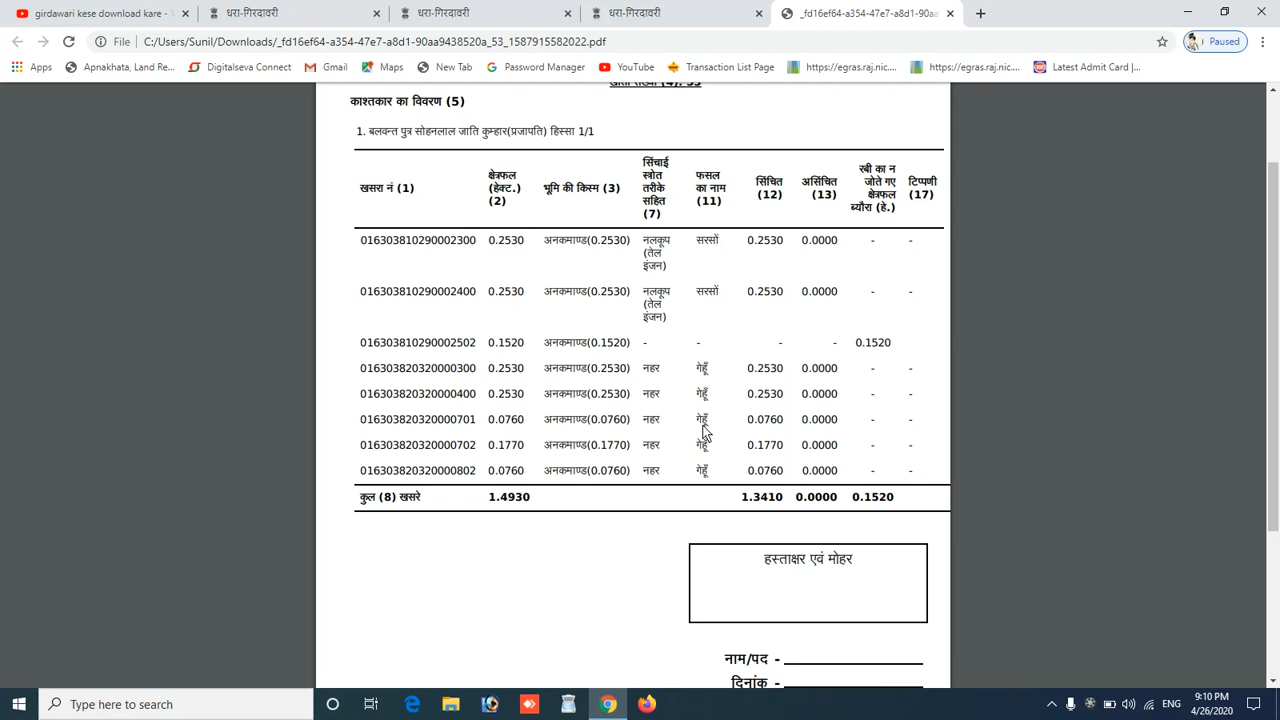 girdawari kese download kare -
धरा-गिरदावरी
धरा-गिरदावरी
धरा-गिरदावरी
_fd16ef64-a354-47e7-a8d1-90aa
File C:/Users/Sunil/Downloads/_fd16ef64-a354-47e7-a8d1-90aa9438520a_53_1587915582022.pdf
Paused
Apps Apnakhata, Land Re... Digitalseva Connect Gmail Maps New Tab Password Manager YouTube Transaction List Page https://egras.raj.nic.... https://egras.raj.nic.... Latest Admit Card |...
खाता संख्या (4): 53
काश्तकार का विवरण (5)
1. बलवन्त पुत्र सोहनलाल जाति कुम्हार(प्रजापति) हिस्सा 1/1
खसरा नं (1) क्षेत्रफल (हेक्ट.) (2) भूमि की किस्म (3) सिंचाई स्त्रोत तरीके सहित (7) फसल का नाम (11) सिंचित (12) असिंचित (13) रबी का न जोते गए क्षेत्रफल ब्यौरा (हे.) टिप्पणी (17)
016303810290002300 0.2530 अनकमाण्ड(0.2530) नलकूप (तेल इंजन) सरसों 0.2530 0.0000 - -
016303810290002400 0.2530 अनकमाण्ड(0.2530) नलकूप (तेल इंजन) सरसों 0.2530 0.0000 - -
016303810290002502 0.1520 अनकमाण्ड(0.1520) - - - - 0.1520
016303820320000300 0.2530 अनकमाण्ड(0.2530) नहर गेहूँ 0.2530 0.0000 - -
016303820320000400 0.2530 अनकमाण्ड(0.2530) नहर गेहूँ 0.2530 0.0000 - -
016303820320000701 0.0760 अनकमाण्ड(0.0760) नहर गेहूँ 0.0760 0.0000 - -
016303820320000702 0.1770 अनकमाण्ड(0.1770) नहर गेहूँ 0.1770 0.0000 - -
016303820320000802 0.0760 अनकमाण्ड(0.0760) नहर गेहूँ 0.0760 0.0000 - -
कुल (8) खसरे 1.4930 1.3410 0.0000 0.1520
हस्ताक्षर एवं मोहर
नाम/पद -
दिनांक -
Type here to search
ENG
9:10 PM
4/26/2020